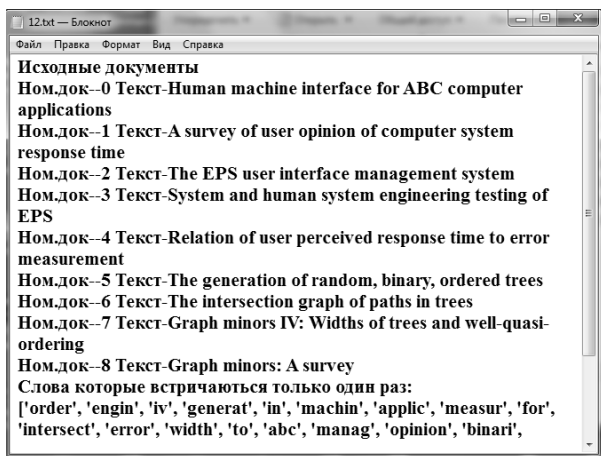 12.txt — Блокнот
Файл Правка Формат Вид Справка
Исходные документы
Ном.док--0 Текст-Human machine interface for ABC computer
applications
Ном.док--1 Текст-A survey of user opinion of computer system
response time
Ном.док--2 Текст-The EPS user interface management system
Ном.док--3 Текст-System and human system engineering testing of
EPS
Ном.док--4 Текст-Relation of user perceived response time to error
measurement
Ном.док--5 Текст-The generation of random, binary, ordered trees
Ном.док--6 Текст-The intersection graph of paths in trees
Ном.док--7 Текст-Graph minors IV: Widths of trees and well-quasi-
ordering
Ном.док--8 Текст-Graph minors: A survey
Слова которые встричаються только один раз:
['order', 'engin', 'iv', 'generat', 'in', 'machin', 'applic', 'measur', 'for',
'intersect', 'error', 'width', 'to', 'abc', 'manag', 'opinion', 'binari',